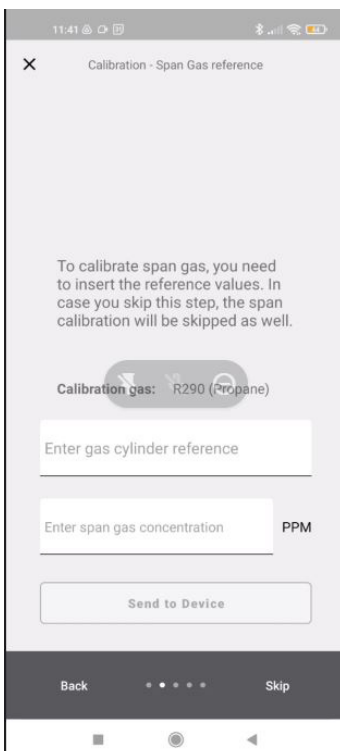 11:41
Calibration - Span Gas reference
To calibrate span gas, you need
to insert the reference values. In
case you skip this step, the span
calibration will be skipped as well.
Calibration gas: R290 (Propane)
Enter gas cylinder reference
Enter span gas concentration PPM
Send to Device
Back Skip